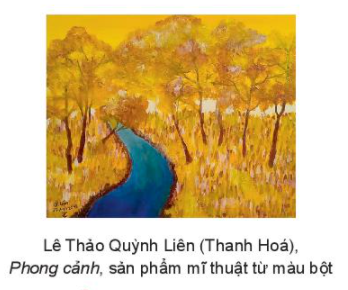 Lê Thảo Quỳnh Liên (Thanh Hoá),
Phong cảnh, sản phẩm mĩ thuật từ màu bột